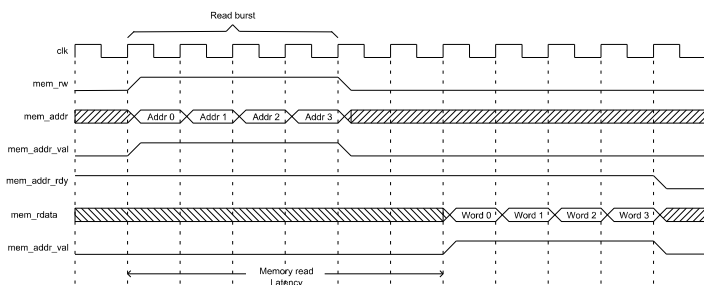 Read burst
clk
mem_rw
mem_addr
Addr 0 Addr 1 Addr 2 Addr 3
mem_addr_val
mem_addr_rdy
mem_rdata
Word 0 Word 1 Word 2 Word 3
mem_addr_val
Memory read
Latency